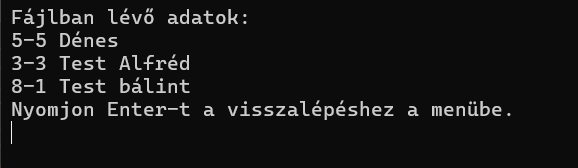 Fájlban lévő adatok:
5-5 Dénes
3-3 Test Alfréd
8-1 Test bálint
Nyomjon Enter-t a visszalépéshez a menübe.